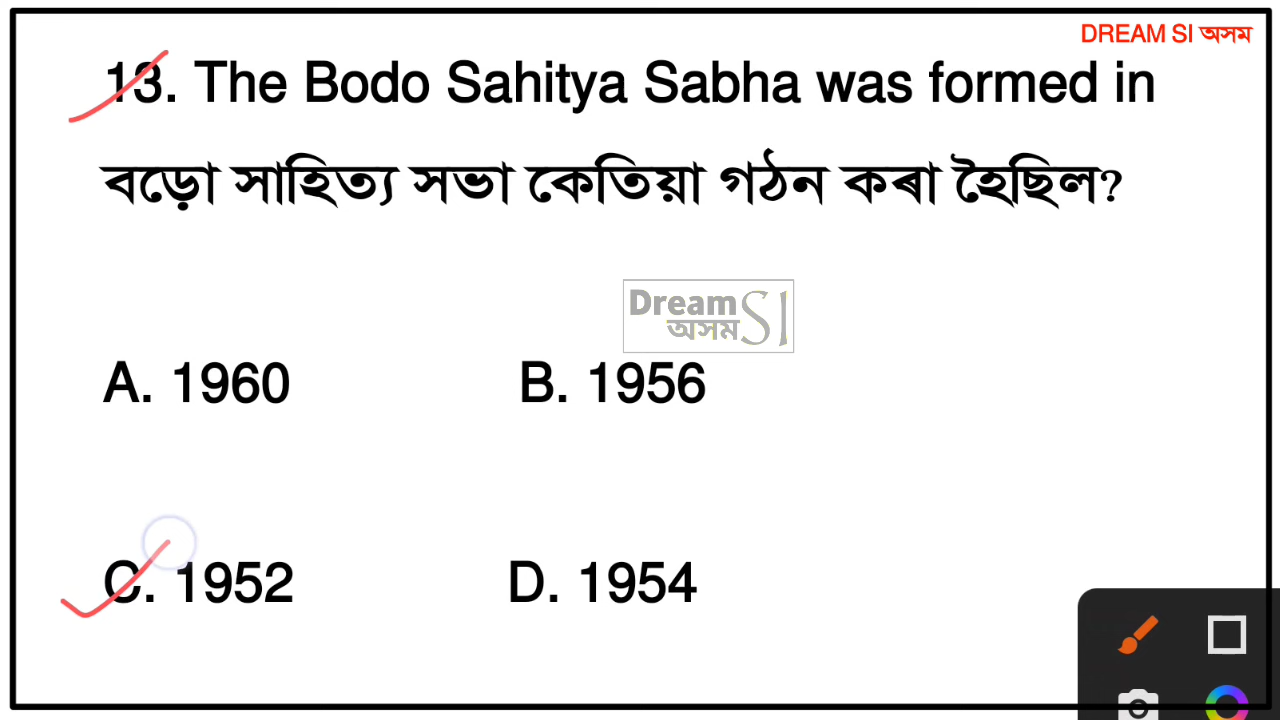 DREAM SI অসম
13. The Bodo Sahitya Sabha was formed in
বড়ো সাহিত্য সভা কেতিয়া গঠন কৰা হৈছিল?
Dream SI
অসম
A. 1960 B. 1956
C. 1952 D. 1954